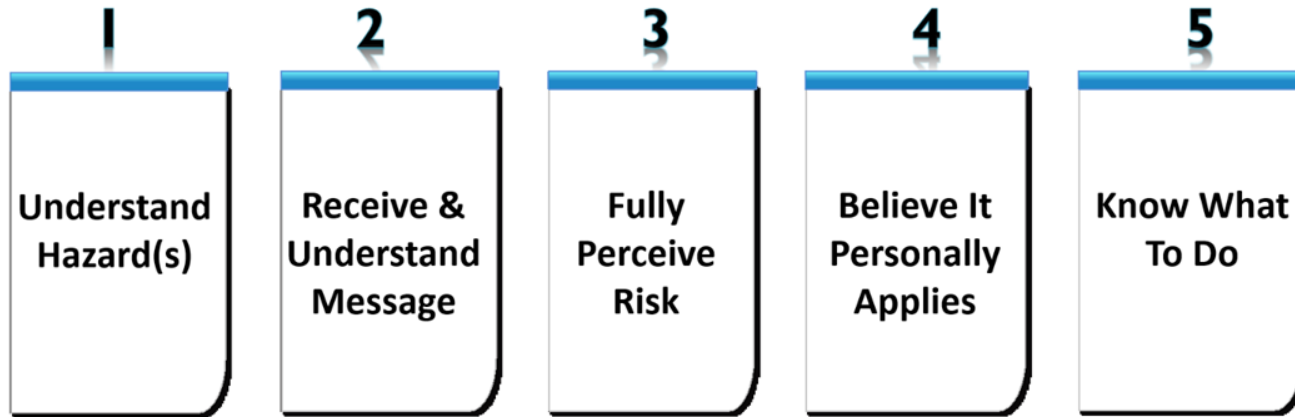 1
Understand
Hazard(s)
2
Receive &
Understand
Message
3
Fully
Perceive
Risk
4
Believe It
Personally
Applies
5
Know What
To Do